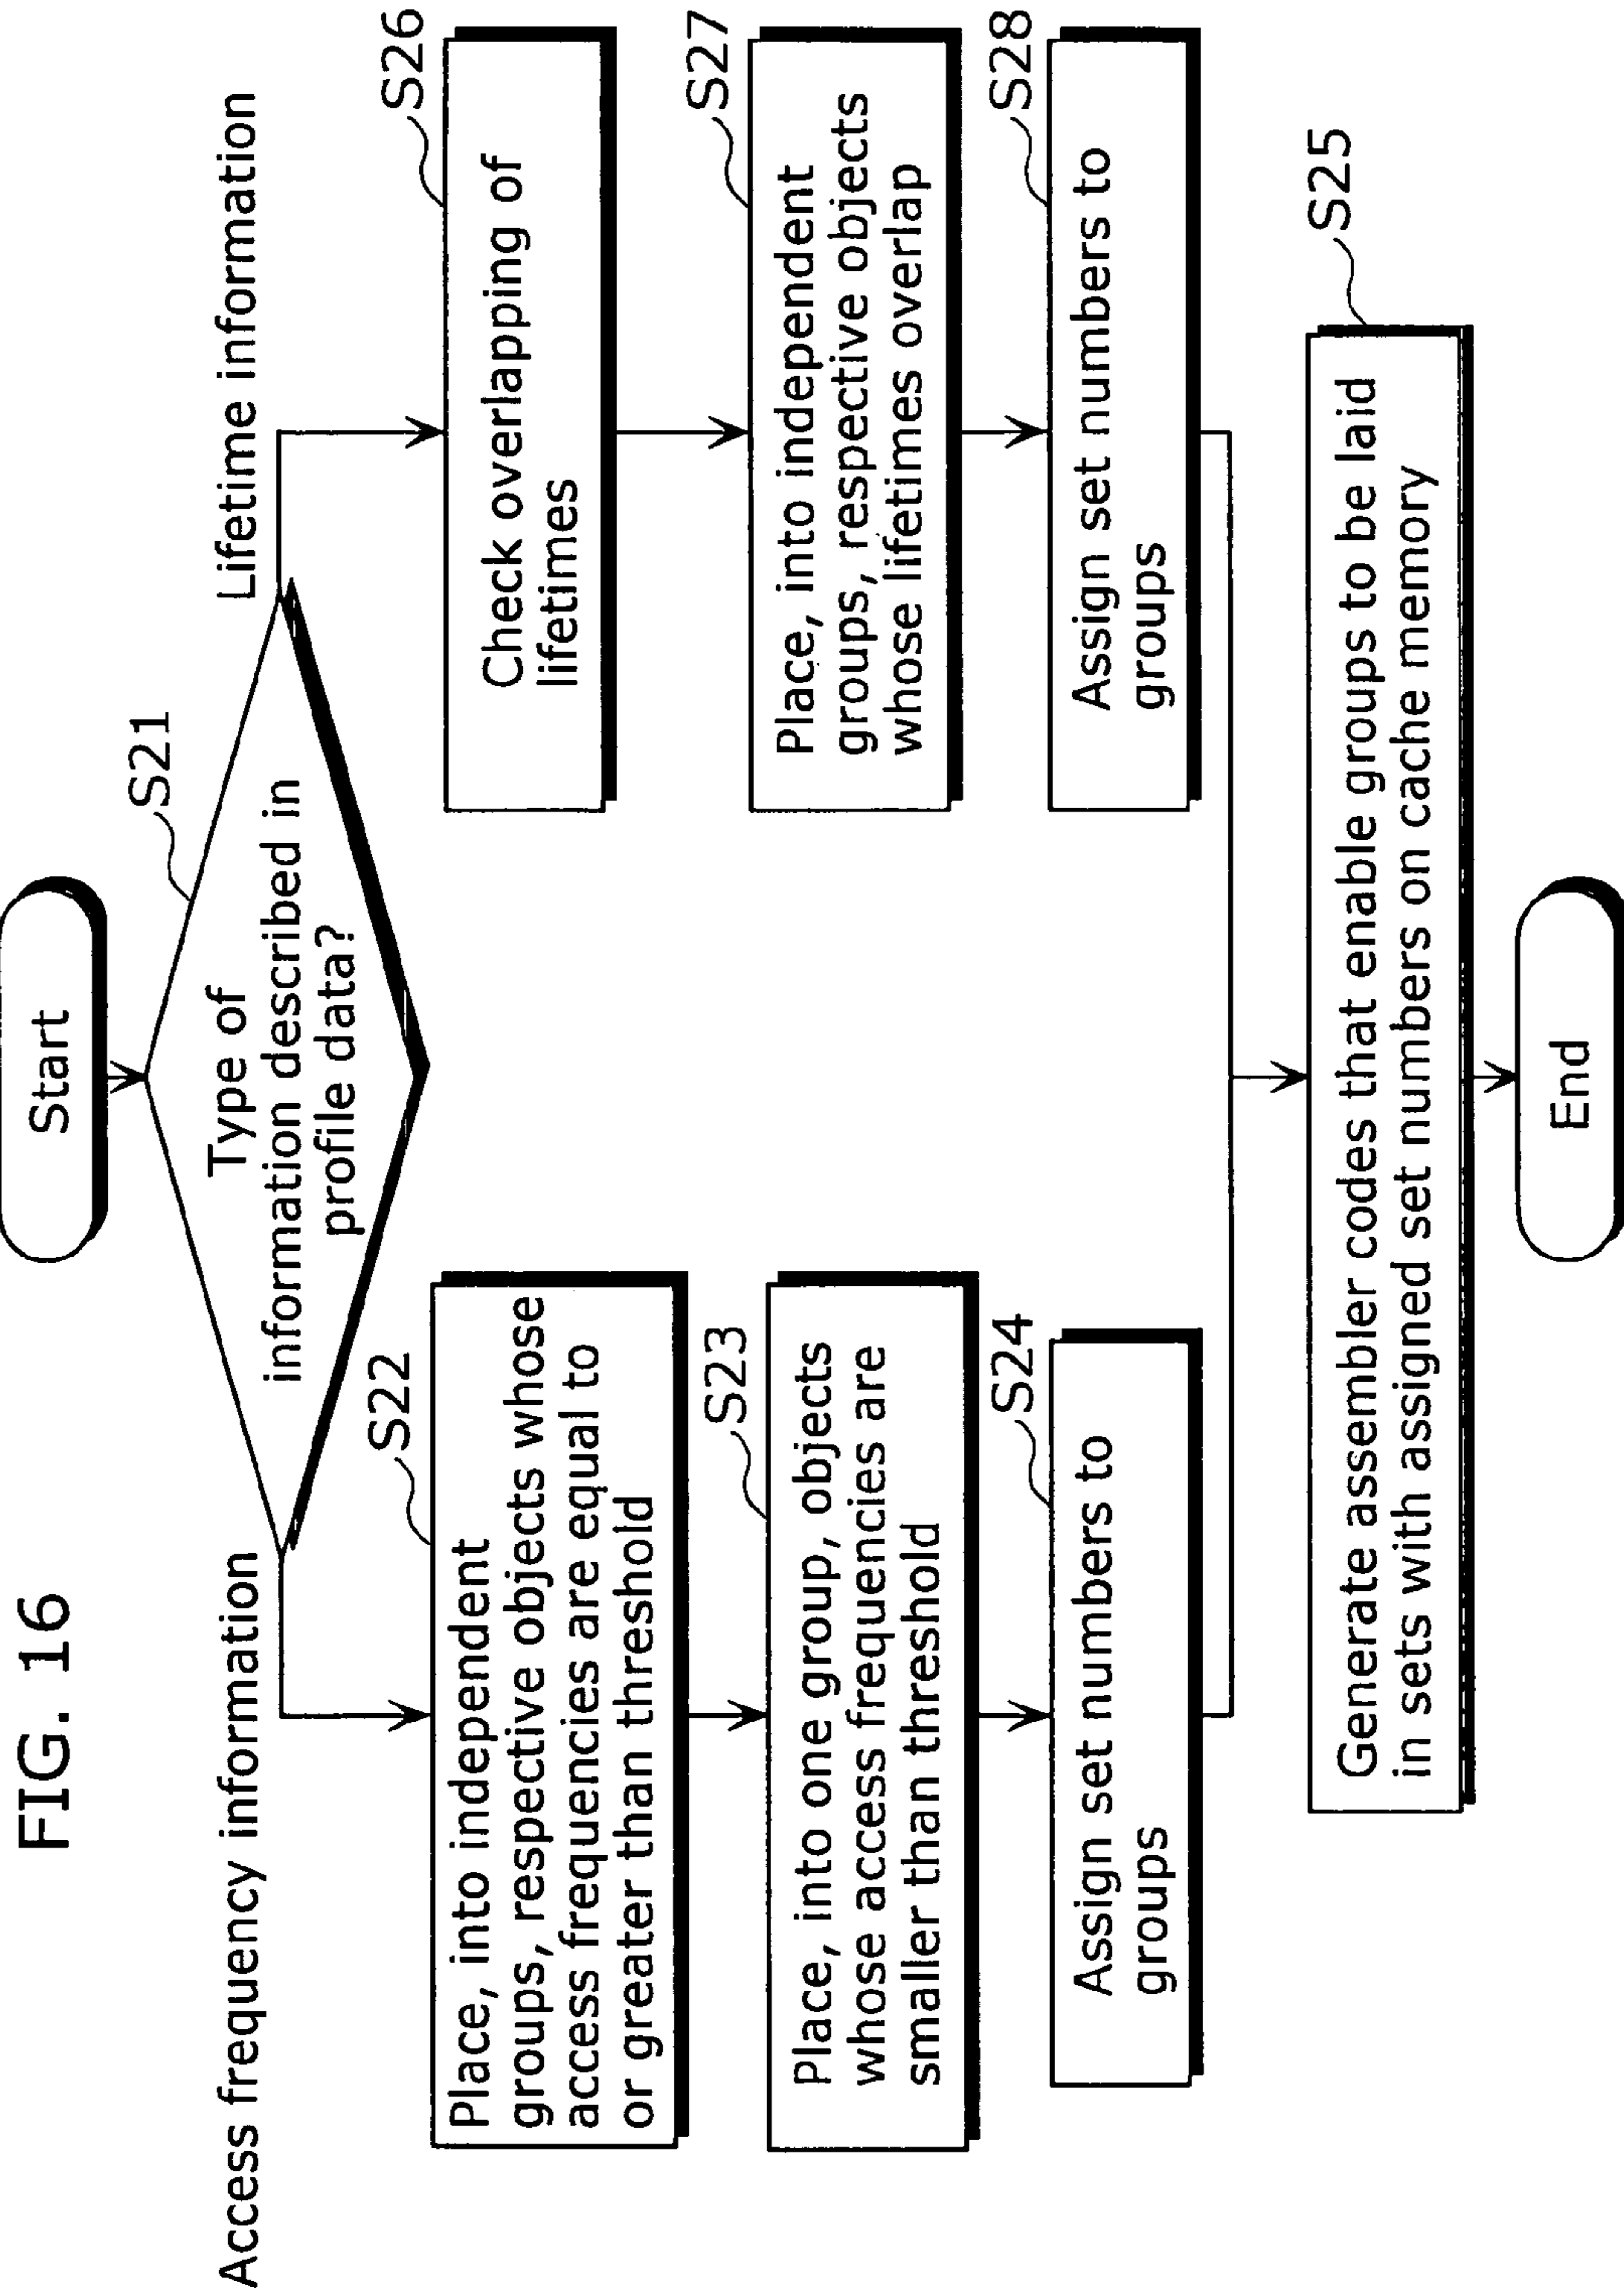 FIG. 16
Start
S21
Type of
information described in
profile data?
Access frequency information
Lifetime information
S22
Place, into independent
groups, respective objects whose
access frequencies are equal to
or greater than threshold
S23
Place, into one group, objects
whose access frequencies are
smaller than threshold
S24
Assign set numbers to
groups
S26
Check overlapping of
lifetimes
S27
Place, into independent
groups, respective objects
whose lifetimes overlap
S28
Assign set numbers to
groups
S25
Generate assembler codes that enable groups to be laid
in sets with assigned set numbers on cache memory
End